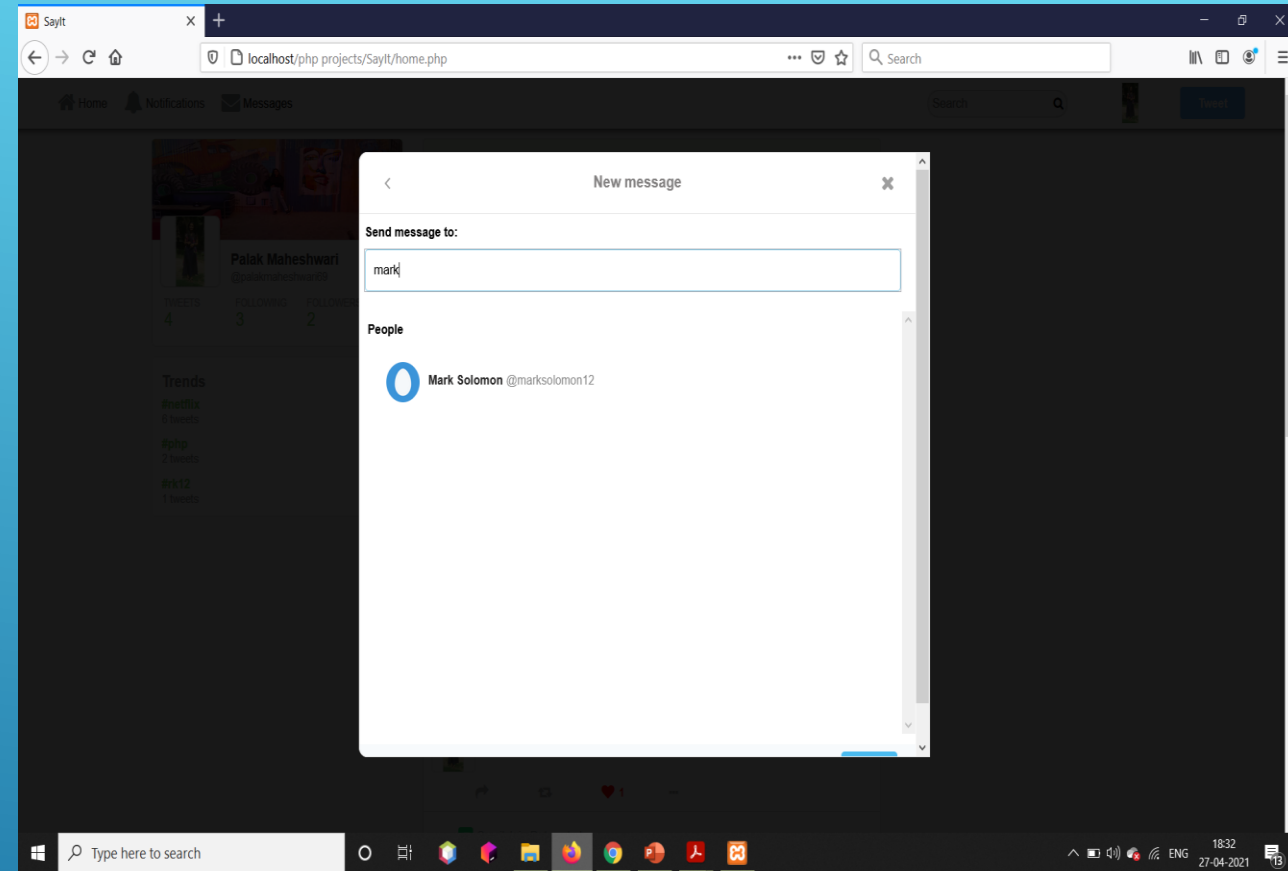 SayIt
localhost/php projects/SayIt/home.php
Search
Home Notifications Messages
Search
Tweet
New message
Send message to:
mark
Palak Maheshwari
TWEETS FOLLOWING
4 3 2
People
Mark Solomon @marksolomon12
Trends
#netflix
6 tweets
#php
2 tweets
#rkt12
1 tweets
1
Type here to search
ENG
18:32
27-04-2021
13